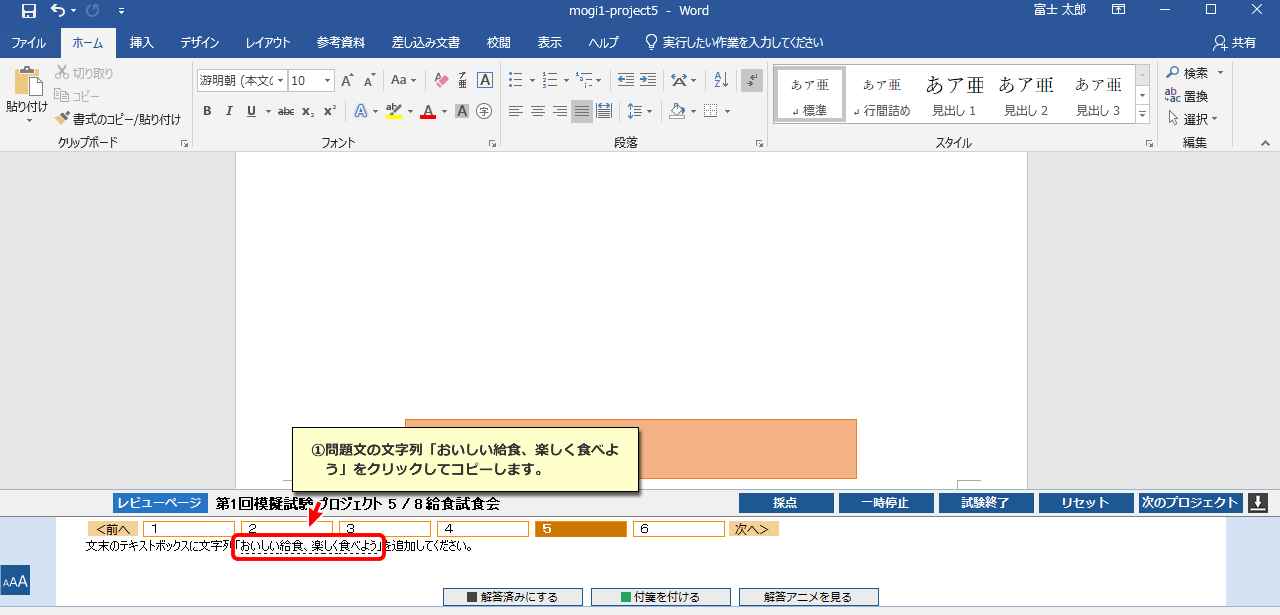 mogi1-project5 - Word
富士 太郎
ファイル ホーム 挿入 デザイン レイアウト 参考資料 差し込み文書 校閲 表示 ヘルプ 実行したい作業を入力してください 共有
貼り付け
切り取り
コピー
書式のコピー/貼り付け
クリップボード
游明朝 (本文の 10 A A Aa A 亜 A
B I U abc x₂ x² A ab A A 字
フォント
段落
あア亜 あア亜 あア亜 あア亜 あア亜
↲標準 ↲行間詰め 見出し 1 見出し 2 見出し 3
スタイル
検索
置換
選択
編集
①問題文の文字列「おいしい給食、楽しく食べよ
う」をクリックしてコピーします。
レビューページ 第1回模擬試験 プロジェクト 5 / 8 給食試食会 採点 一時停止 試験終了 リセット 次のプロジェクト
<前へ 1 2 3 4 5 6 次へ>
文末のテキストボックスに文字列「おいしい給食、楽しく食べよう」を追加してください。
AAA
解答済みにする 付箋を付ける 解答アニメを見る